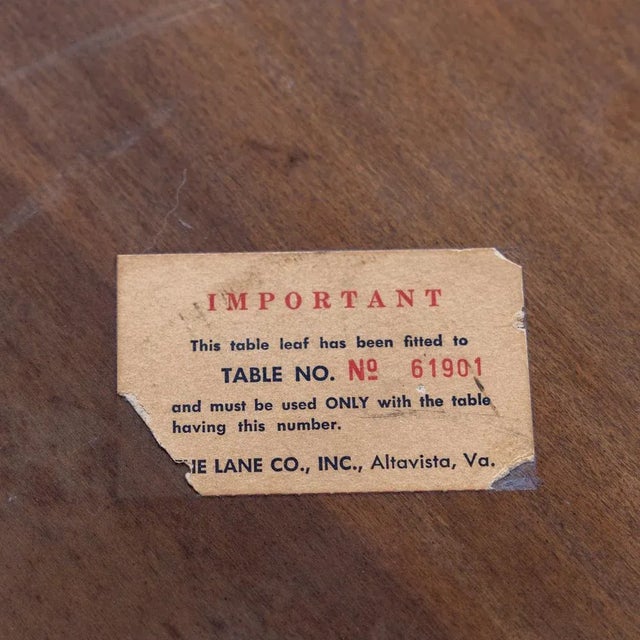 IMPORTANT
This table leaf has been fitted to
TABLE NO. Nº 61901
and must be used ONLY with the table
having this number.
LANE CO., INC., Altavista, Va.